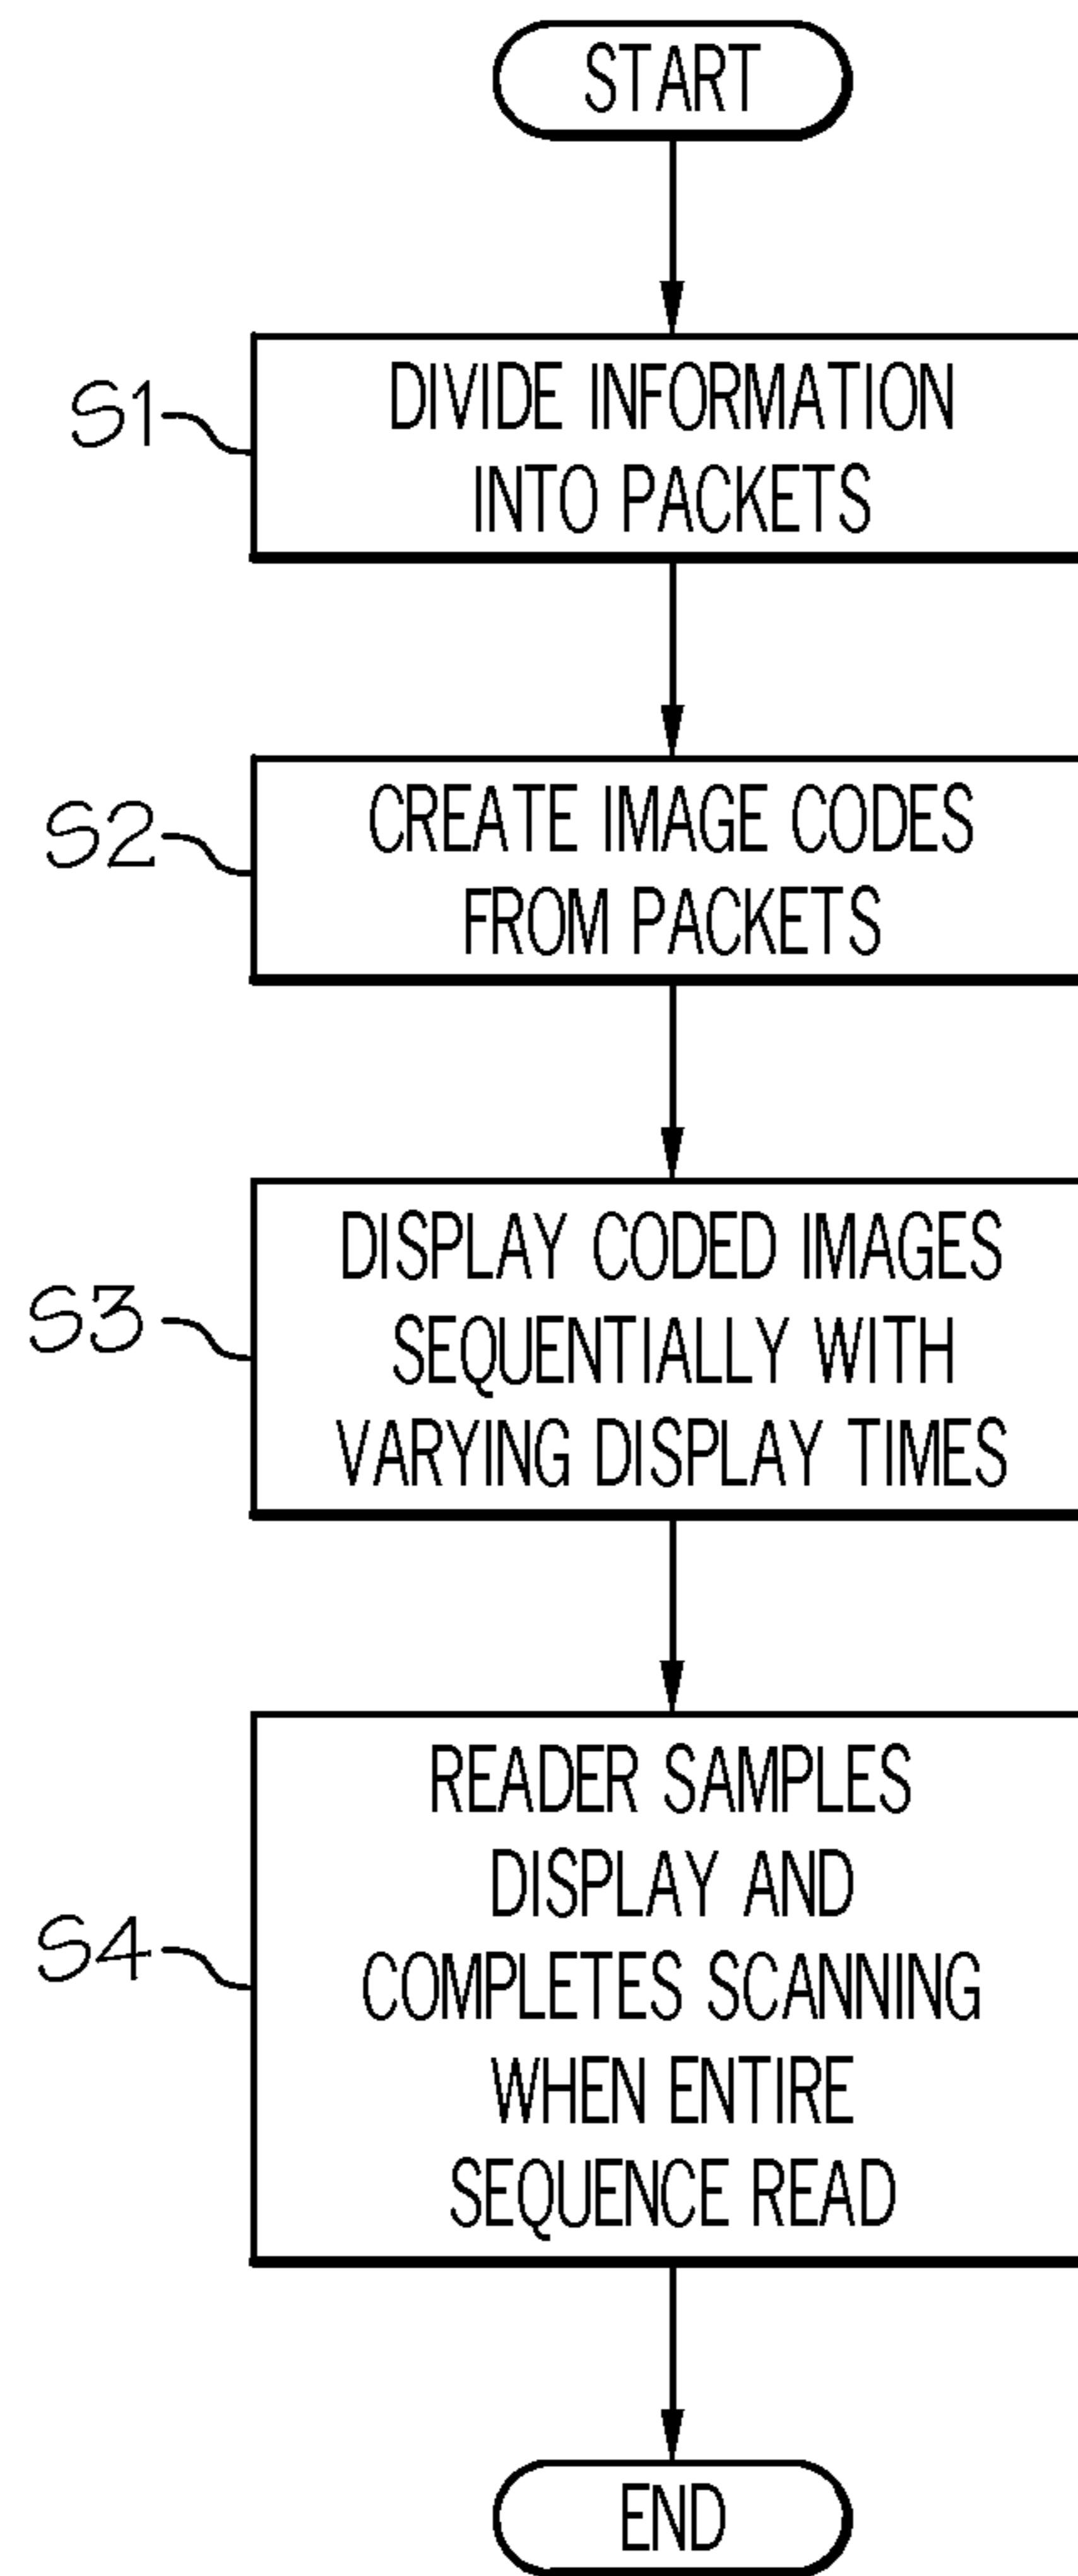 START
S1
DIVIDE INFORMATION
INTO PACKETS
S2
CREATE IMAGE CODES
FROM PACKETS
S3
DISPLAY CODED IMAGES
SEQUENTIALLY WITH
VARYING DISPLAY TIMES
S4
READER SAMPLES
DISPLAY AND
COMPLETES SCANNING
WHEN ENTIRE
SEQUENCE READ
END